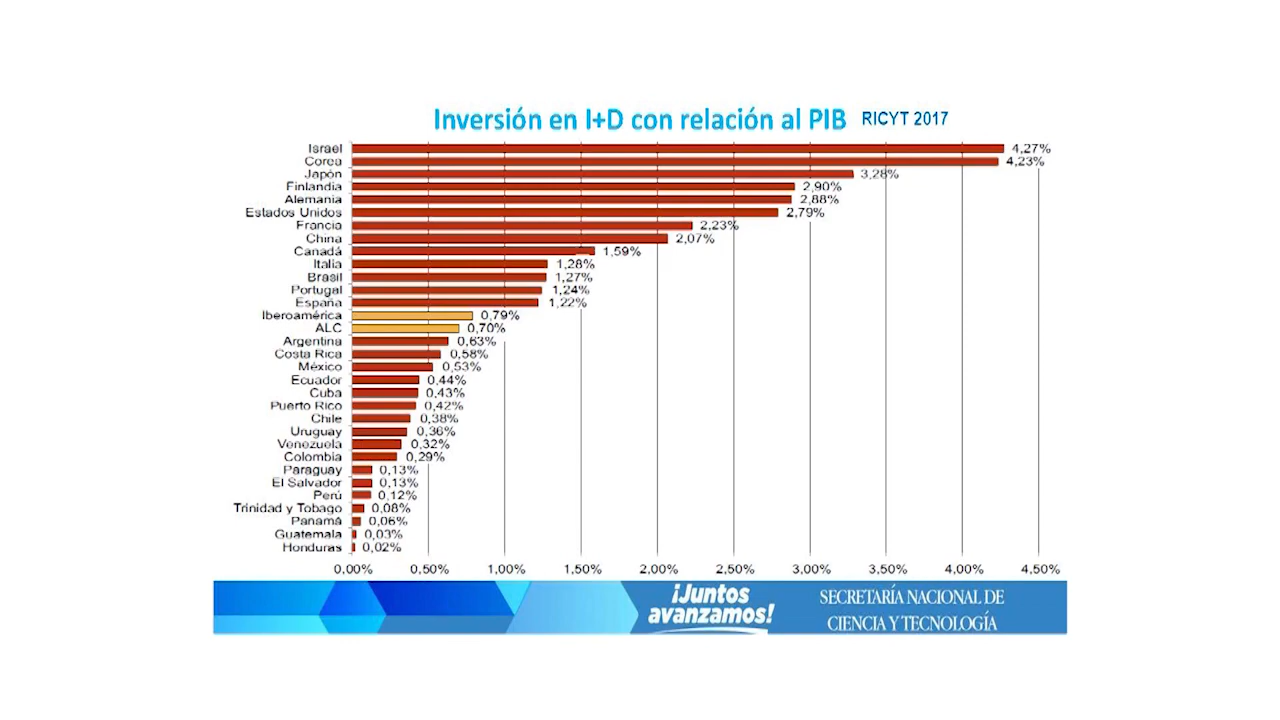 Inversión en I+D con relación al PIB RICYT 2017
Israel 4,27%
Corea 4,23%
Japón 3,28%
Finlandia 2,90%
Alemania 2,88%
Estados Unidos 2,79%
Francia 2,23%
China 2,07%
Canadá 1,59%
Italia 1,28%
Brasil 1,27%
Portugal 1,24%
España 1,22%
Iberoamérica 0,79%
ALC 0,70%
Argentina 0,63%
Costa Rica 0,58%
México 0,53%
Ecuador 0,44%
Cuba 0,43%
Puerto Rico 0,42%
Chile 0,38%
Uruguay 0,36%
Venezuela 0,32%
Colombia 0,29%
Paraguay 0,13%
El Salvador 0,13%
Perú 0,12%
Trinidad y Tobago 0,08%
Panamá 0,06%
Guatemala 0,03%
Honduras 0,02%
0.00% 0,50% 1,00% 1,50% 2,00% 2,50% 3,00% 3,50% 4,00% 4,50%
¡Juntos
avanzamos!
SECRETARÍA NACIONAL DE
CIENCIA Y TECNOLOGÍA